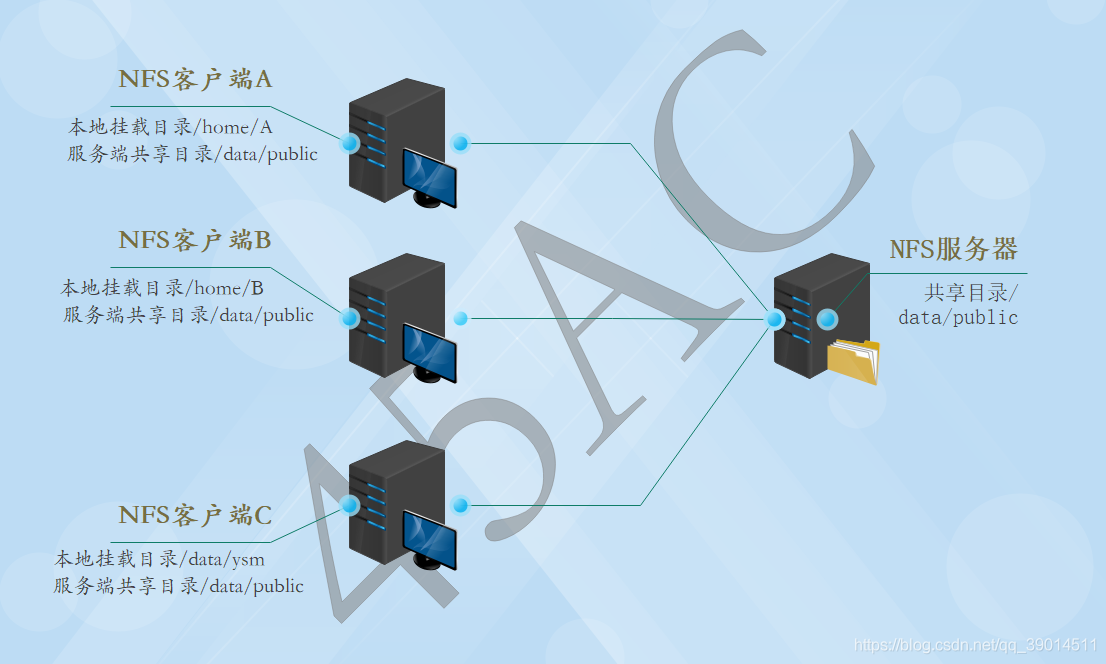 NFS客户端A
本地挂载目录/home/A
服务端共享目录/data/public
NFS客户端B
本地挂载目录/home/B
服务端共享目录/data/public
NFS客户端C
本地挂载目录/data/ysm
服务端共享目录/data/public
NFS服务器
共享目录/
data/public
45AC
https://blog.csdn.net/qq_39014511